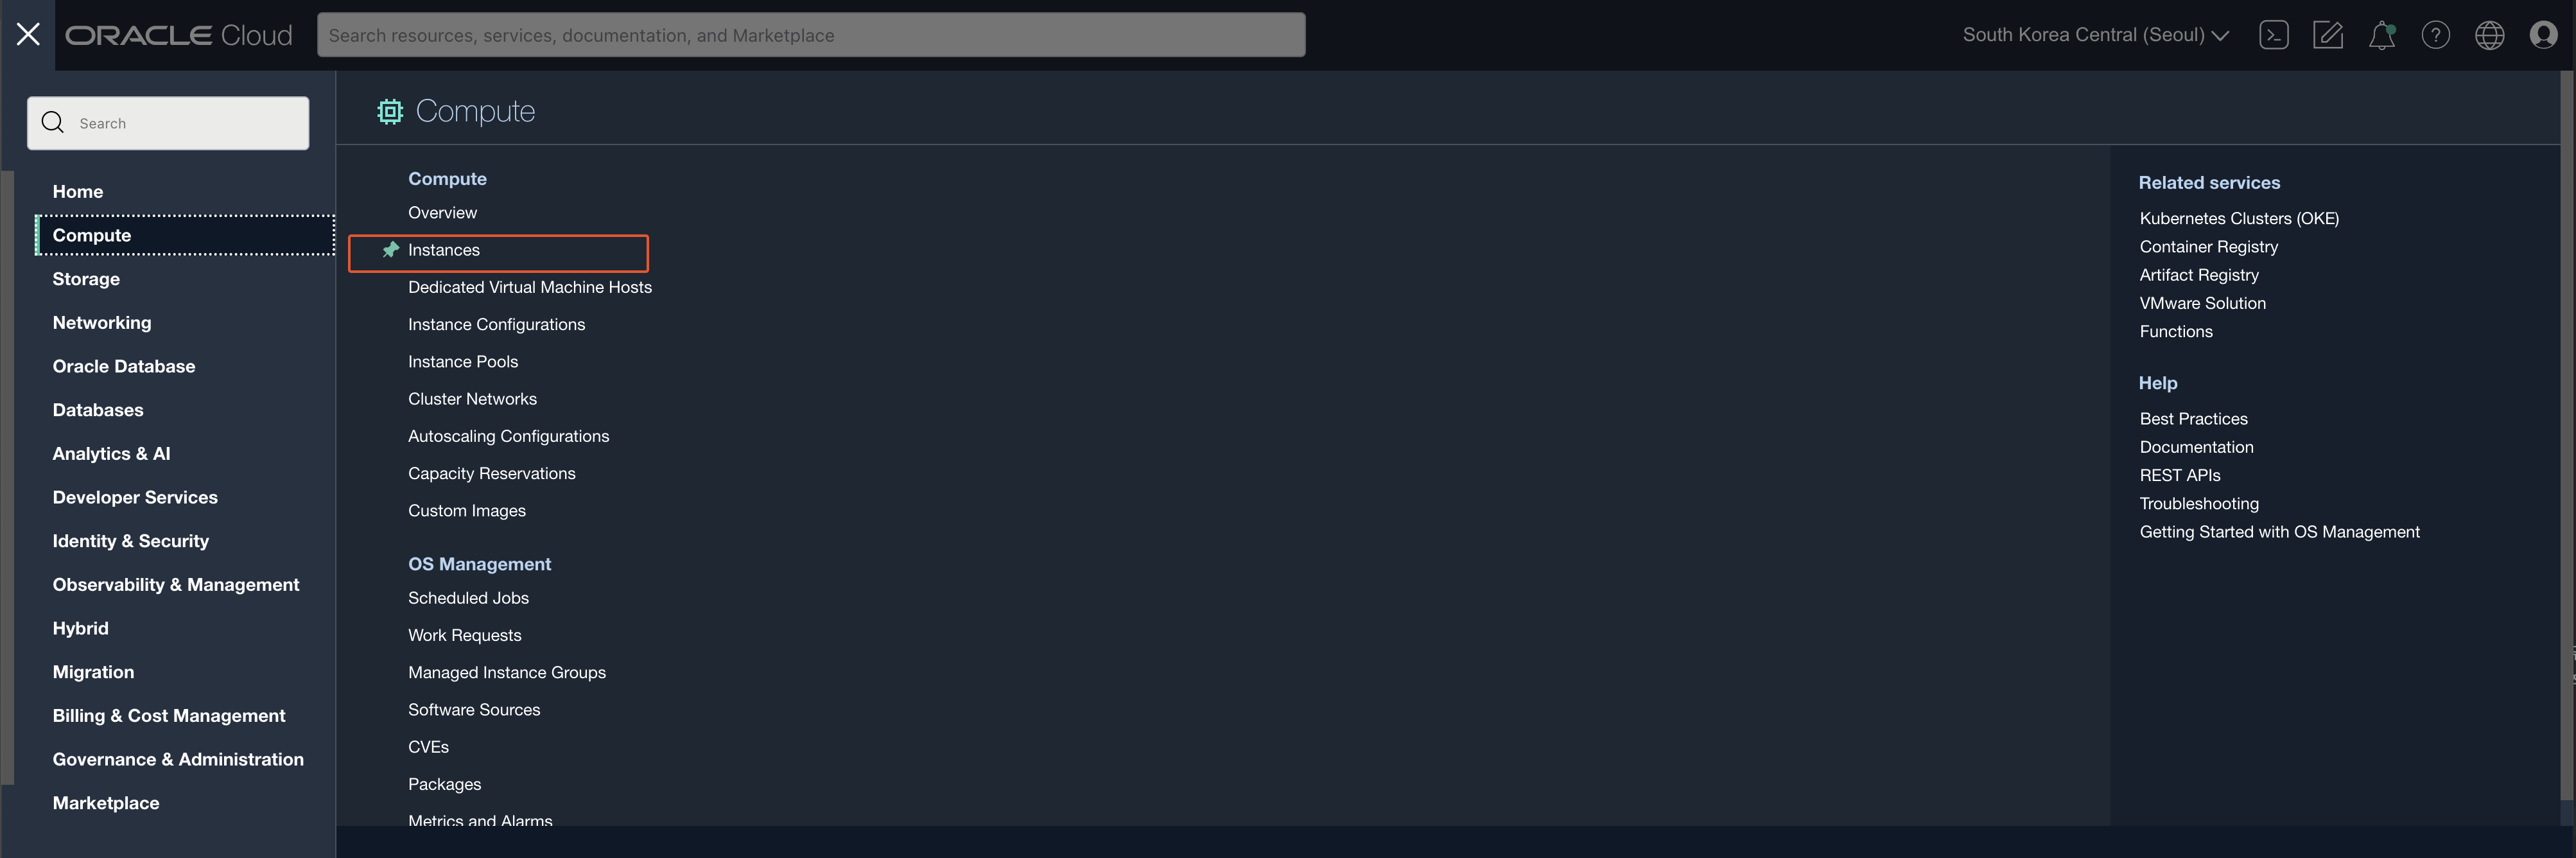 ORACLE Cloud
Search resources, services, documentation, and Marketplace
South Korea Central (Seoul)
Search
Home
Compute
Storage
Networking
Oracle Database
Databases
Analytics & AI
Developer Services
Identity & Security
Observability & Management
Hybrid
Migration
Billing & Cost Management
Governance & Administration
Marketplace
Compute
Compute
Overview
Instances
Dedicated Virtual Machine Hosts
Instance Configurations
Instance Pools
Cluster Networks
Autoscaling Configurations
Capacity Reservations
Custom Images
OS Management
Scheduled Jobs
Work Requests
Managed Instance Groups
Software Sources
CVEs
Packages
Metrics and Alarms
Related services
Kubernetes Clusters (OKE)
Container Registry
Artifact Registry
VMware Solution
Functions
Help
Best Practices
Documentation
REST APIs
Troubleshooting
Getting Started with OS Management